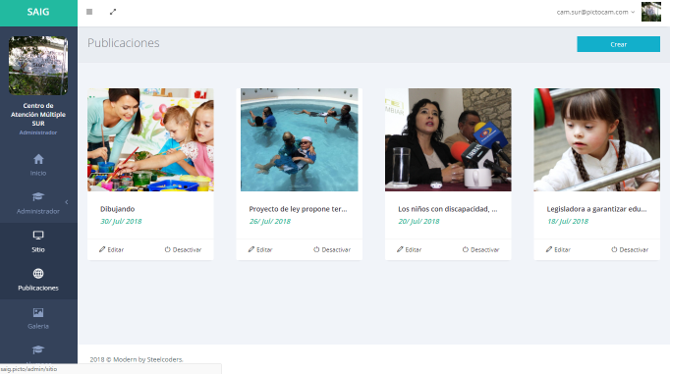 SAIG
cam.sur@pictocam.com
Publicaciones
Crear
Centro de
Atención Múltiple
SUR
Administrador
Inicio
Administrador
Sitio
Publicaciones
Galería
Dibujando
30/ Jul/ 2018
Editar
Desactivar
Proyecto de ley propone ter...
26/ Jul/ 2018
Editar
Desactivar
Los niños con discapacidad, ...
20/ Jul/ 2018
Editar
Desactivar
Legisladora a garantizar edu...
18/ Jul/ 2018
Editar
Desactivar
2018 © Modern by Steelcoders.
saig.picto/admin/sitio